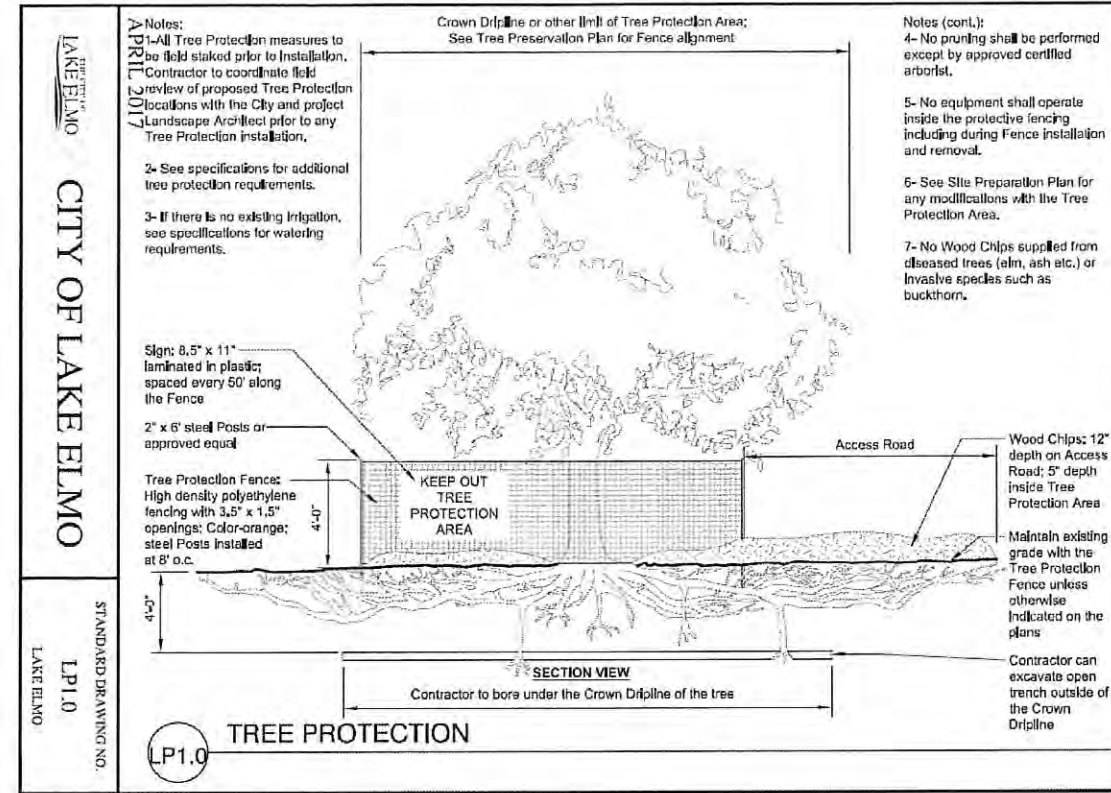 LAKE ELMO
CITY OF LAKE ELMO
STANDARD DRAWING NO.
LP1.0
LAKE ELMO
APRIL 2017
Notes:
1-All Tree Protection measures to
be field staked prior to installation.
Contractor to coordinate field
review of proposed Tree Protection
locations with the City and project
Landscape Architect prior to any
Tree Protection installation.
2- See specifications for additional
tree protection requirements.
3- If there is no existing irrigation,
see specifications for watering
requirements.
Crown Dripline or other limit of Tree Protection Area;
See Tree Preservation Plan for Fence alignment
Notes (cont.):
4- No pruning shall be performed
except by approved certified
arborist.
5- No equipment shall operate
inside the protective fencing
including during Fence installation
and removal.
6- See Site Preparation Plan for
any modifications with the Tree
Protection Area.
7- No Wood Chips supplied from
diseased trees (elm, ash etc.) or
invasive species such as
buckthorn.
Sign: 8.5" x 11"
laminated in plastic;
spaced every 50' along
the Fence
2" x 6' steel Posts or
approved equal
Tree Protection Fence:
High density polyethylene
fencing with 3.5" x 1.5"
openings; Color-orange;
steel Posts installed
at 8' o.c.
4'-0"
KEEP OUT
TREE
PROTECTION
AREA
Access Road
Wood Chips: 12"
depth on Access
Road; 5" depth
inside Tree
Protection Area
Maintain existing
grade with the
Tree Protection
Fence unless
otherwise
indicated on the
plans
Contractor can
excavate open
trench outside of
the Crown
Dripline
4'-0"
SECTION VIEW
Contractor to bore under the Crown Dripline of the tree
LP1.0
TREE PROTECTION